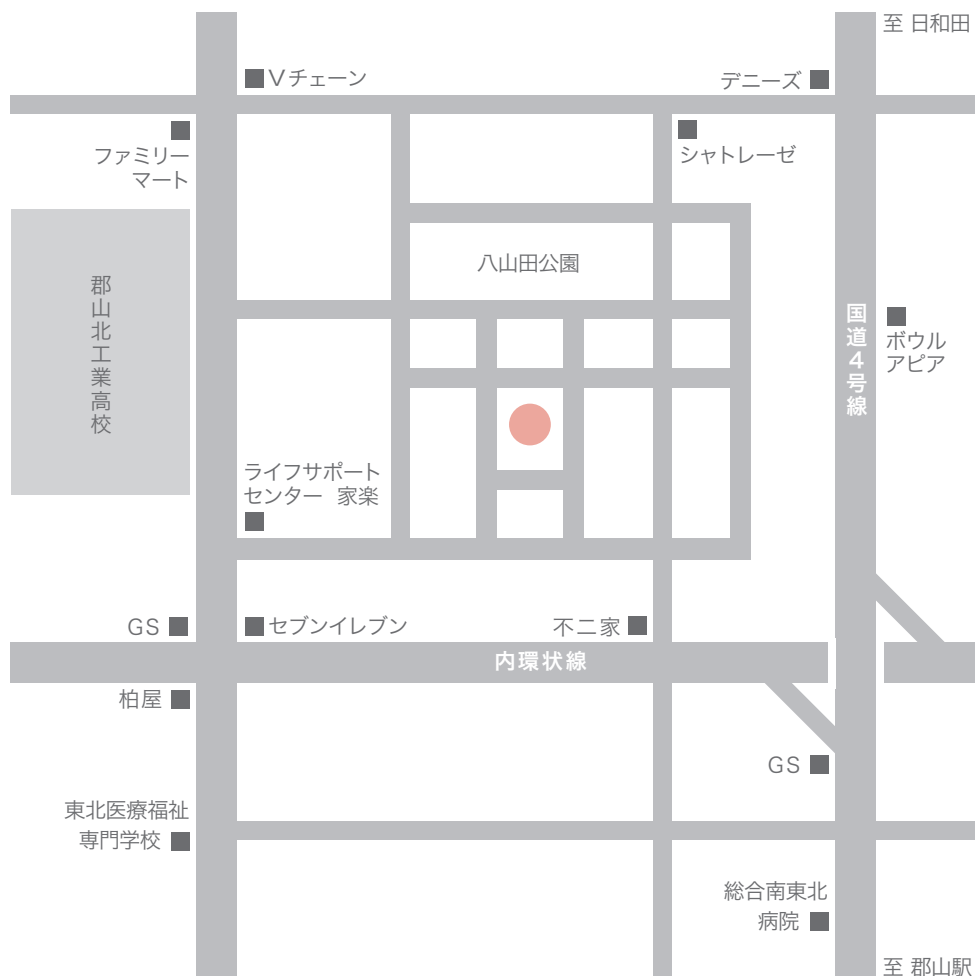 至 日和田
Vチェーン
デニーズ
ファミリー
マート
シャトレーゼ
八山田公園
郡山北工業高校
国道4号線
ボウル
アピア
ライフサポート
センター 家楽
GS
セブンイレブン
不二家
内環状線
柏屋
GS
東北医療福祉
専門学校
総合南東北
病院
至 郡山駅